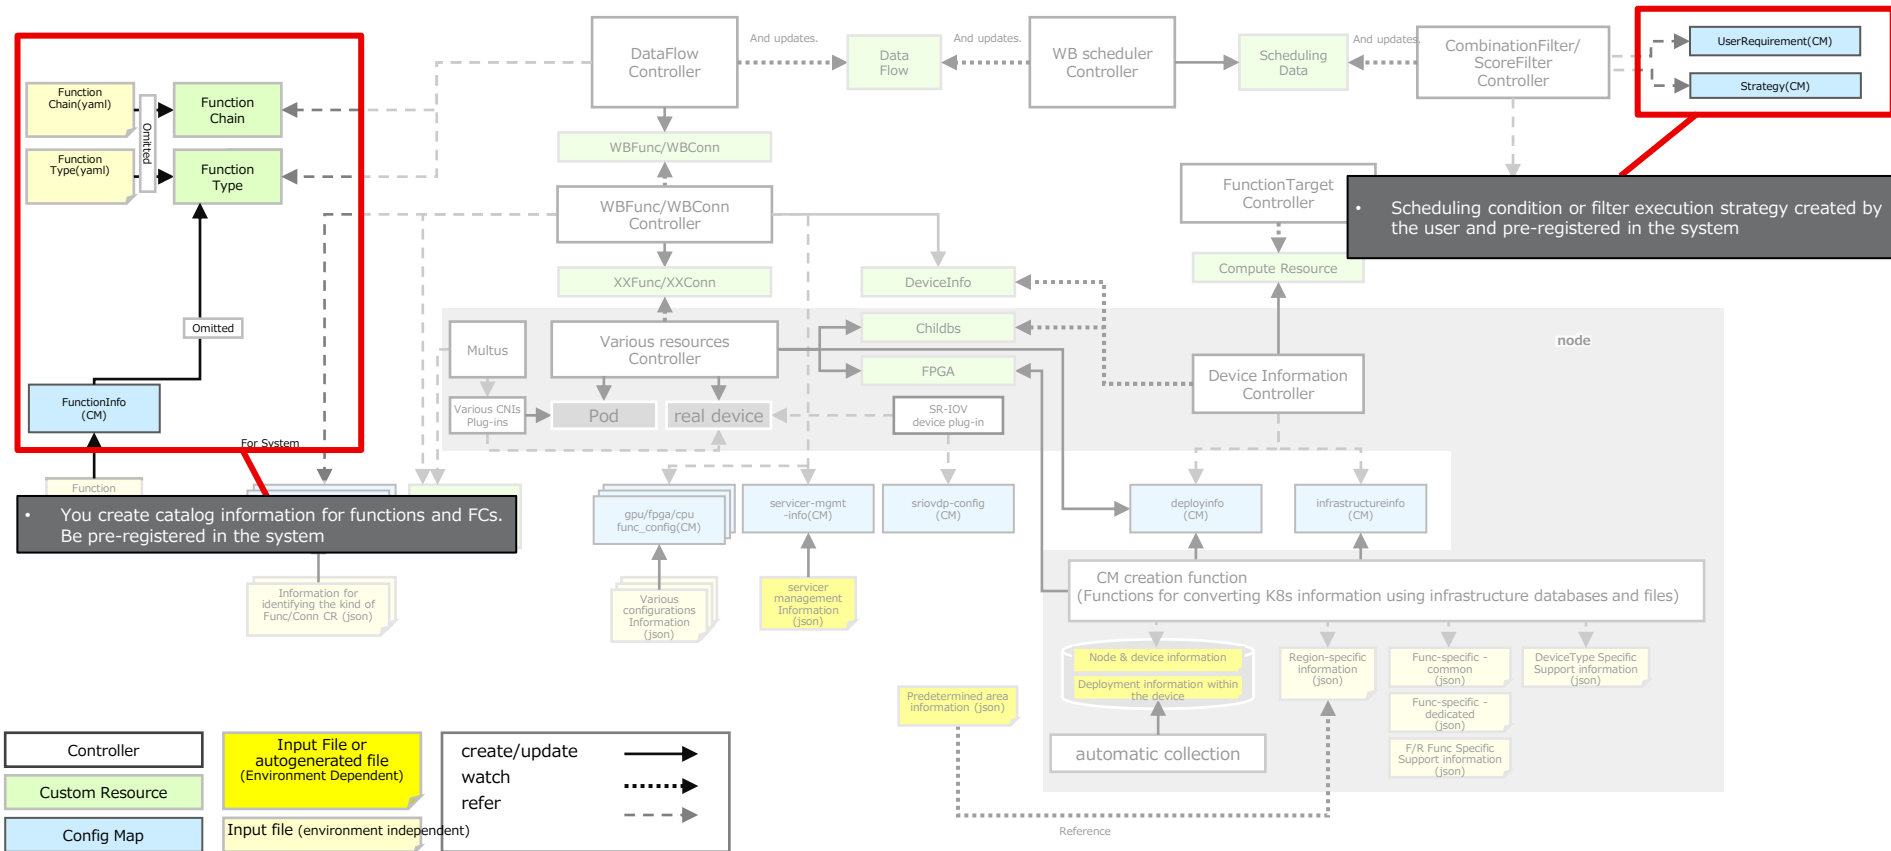 Function
Chain(yaml)
Function
Chain
Omitted
Function
Type(yaml)
Function
Type
Omitted
FunctionInfo
(CM)
For System
Function
• You create catalog information for functions and FCs.
Be pre-registered in the system
DataFlow
Controller
And updates.
Data
Flow
And updates.
WB scheduler
Controller
Scheduling
Data
And updates.
CombinationFilter/
ScoreFilter
Controller
UserRequirement(CM)
Strategy(CM)
• Scheduling condition or filter execution strategy created by
the user and pre-registered in the system
WBFunc/WBConn
WBFunc/WBConn
Controller
XXFunc/XXConn
FunctionTarget
Controller
Compute Resource
DeviceInfo
Childbs
FPGA
node
Multus
Various resources
Controller
Device Information
Controller
Various CNIs
Plug-ins
Pod
real device
SR-IOV
device plug-in
gpu/fpga/cpu
func_config(CM)
servicer-mgmt
-info(CM)
sriovdp-config
(CM)
deployinfo
(CM)
infrastructureinfo
(CM)
Information for
identifying the kind of
Func/Conn CR (json)
Various
configurations
Information
(json)
servicer
management
Information
(json)
CM creation function
(Functions for converting K8s information using infrastructure databases and files)
Node & device information
Deployment information within
the device
Region-specific
information
(json)
Func-specific -
common
(json)
DeviceType Specific
Support information
(json)
Predetermined area
information (json)
Func-specific -
dedicated
(json)
automatic collection
F/R Func Specific
Support information
(json)
Reference
Controller
Custom Resource
Config Map
Input File or
autogenerated file
(Environment Dependent)
Input file (environment independent)
create/update
watch
refer